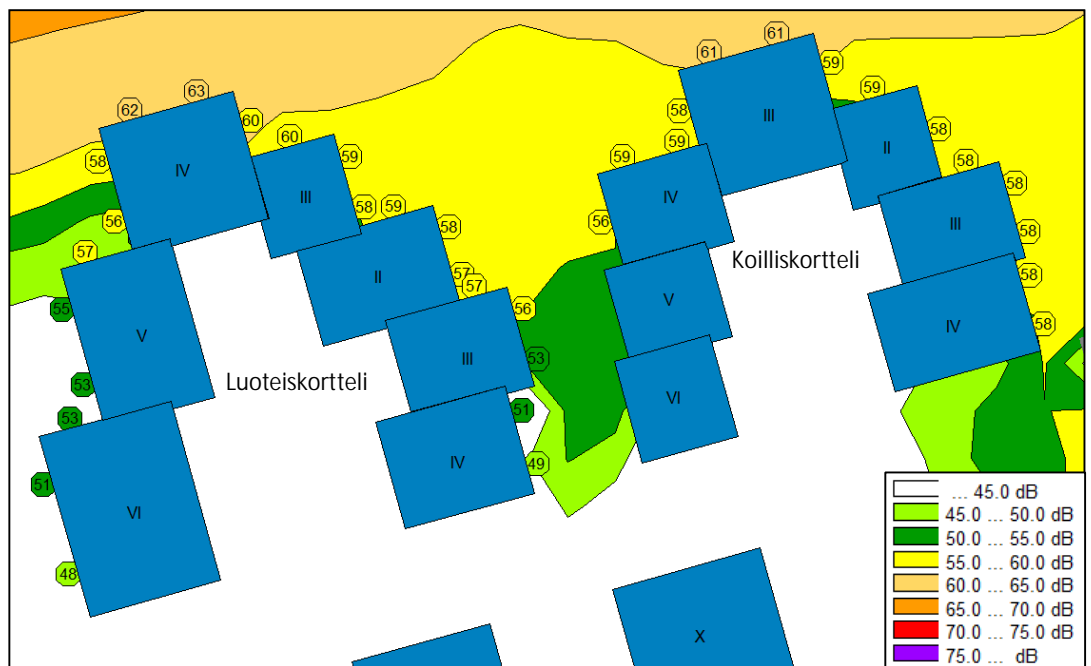 61
61
59
63
62
60
59
58
58
III
60
59
59
58
II
58
59
58
IV
III
IV
58
59
58
56
58
56
III
58
57
Koilliskortteli
II
57
57
58
55
56
V
IV
58
V
III
53
Luoteiskortteli
53
VI
51
53
IV
49
51
VI
48
X
... 45.0 dB
45.0 ... 50.0 dB
50.0 ... 55.0 dB
55.0 ... 60.0 dB
60.0 ... 65.0 dB
65.0 ... 70.0 dB
70.0 ... 75.0 dB
75.0 ... dB